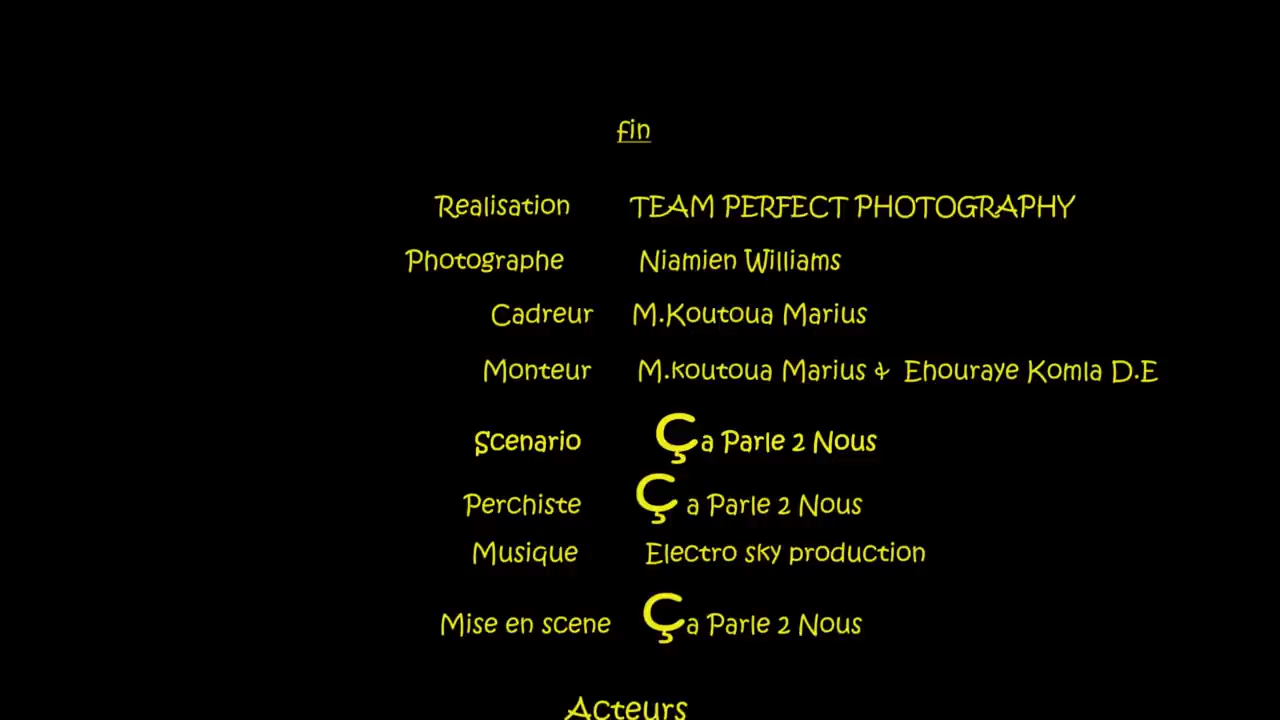 fin
Realisation TEAM PERFECT PHOTOGRAPHY
Photographe Niamien Williams
Cadreur M.Koutoua Marius
Monteur M.koutoua Marius & Ehouraye Komla D.E
Scenario Ça Parle 2 Nous
Perchiste Ç a Parle 2 Nous
Musique Electro sky production
Mise en scene Ça Parle 2 Nous
Acteurs